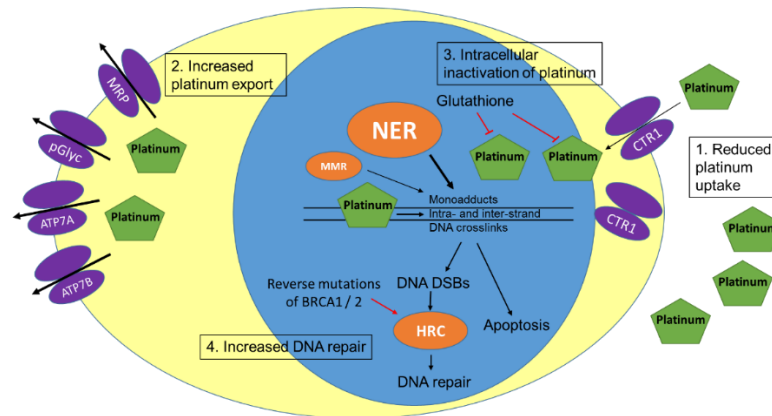 2. Increased
platinum export
MRP
pGlyc
ATP7A
ATP7B
Platinum
Platinum
3. Intracellular
inactivation of platinum
Glutathione
Platinum
Platinum
NER
MMR
Platinum
Monoadducts
Intra- and inter-strand
DNA crosslinks
DNA DSBs
Apoptosis
Reverse mutations
of BRCA1 / 2
HRC
4. Increased DNA repair
DNA repair
Platinum
CTR1
CTR1
1. Reduced
platinum
uptake
Platinum
Platinum
Platinum